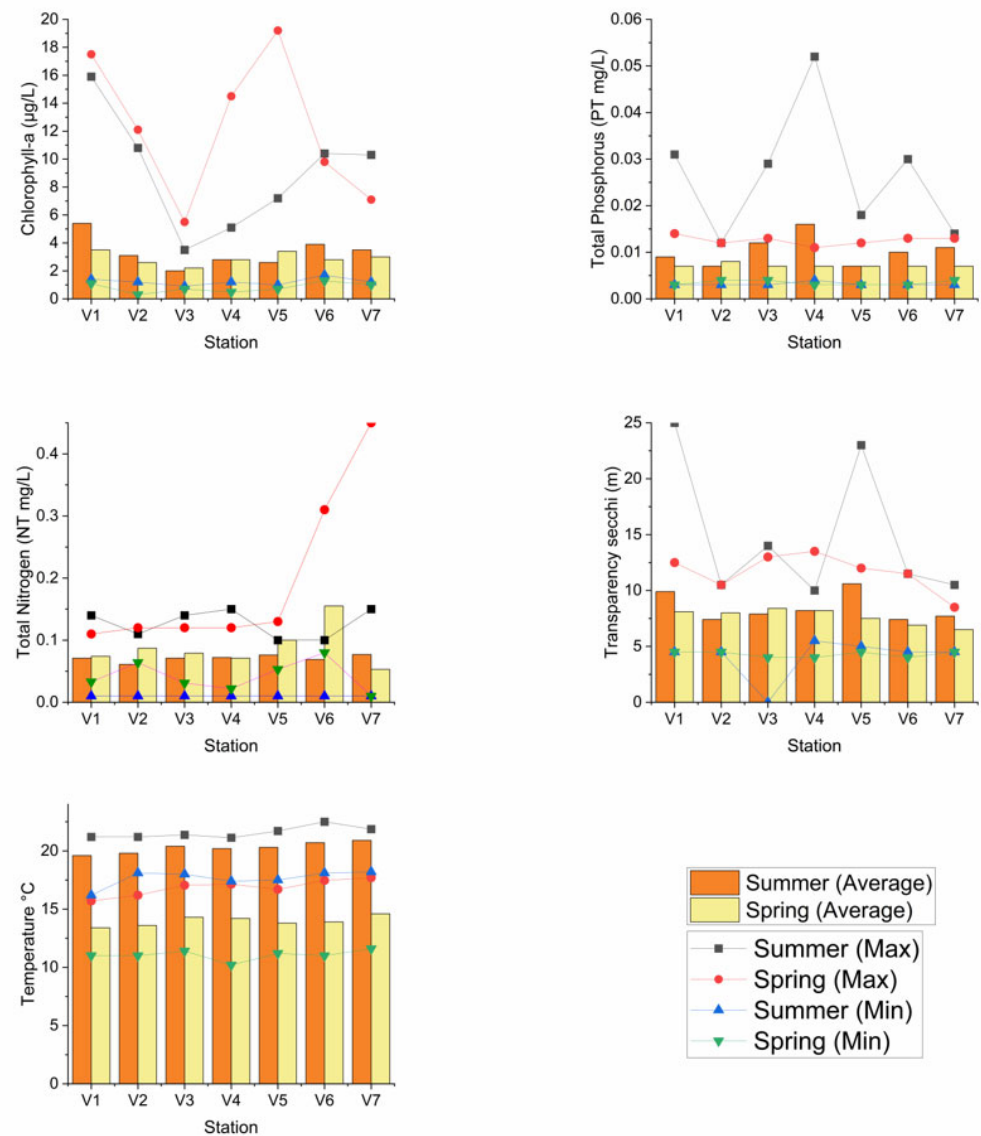 Chlorophyll-a (µg/L)
20
18
16
14
12
10
8
6
4
2
0
V1 V2 V3 V4 V5 V6 V7
Station
Total Phosphorus (PT mg/L)
0.06
0.05
0.04
0.03
0.02
0.01
0.00
V1 V2 V3 V4 V5 V6 V7
Station
Total Nitrogen (NT mg/L)
0.4
0.3
0.2
0.1
0.0
V1 V2 V3 V4 V5 V6 V7
Station
Transparency secchi (m)
25
20
15
10
5
0
V1 V2 V3 V4 V5 V6 V7
Station
Temperature °C
20
15
10
5
0
V1 V2 V3 V4 V5 V6 V7
Station
Summer (Average)
Spring (Average)
Summer (Max)
Spring (Max)
Summer (Min)
Spring (Min)